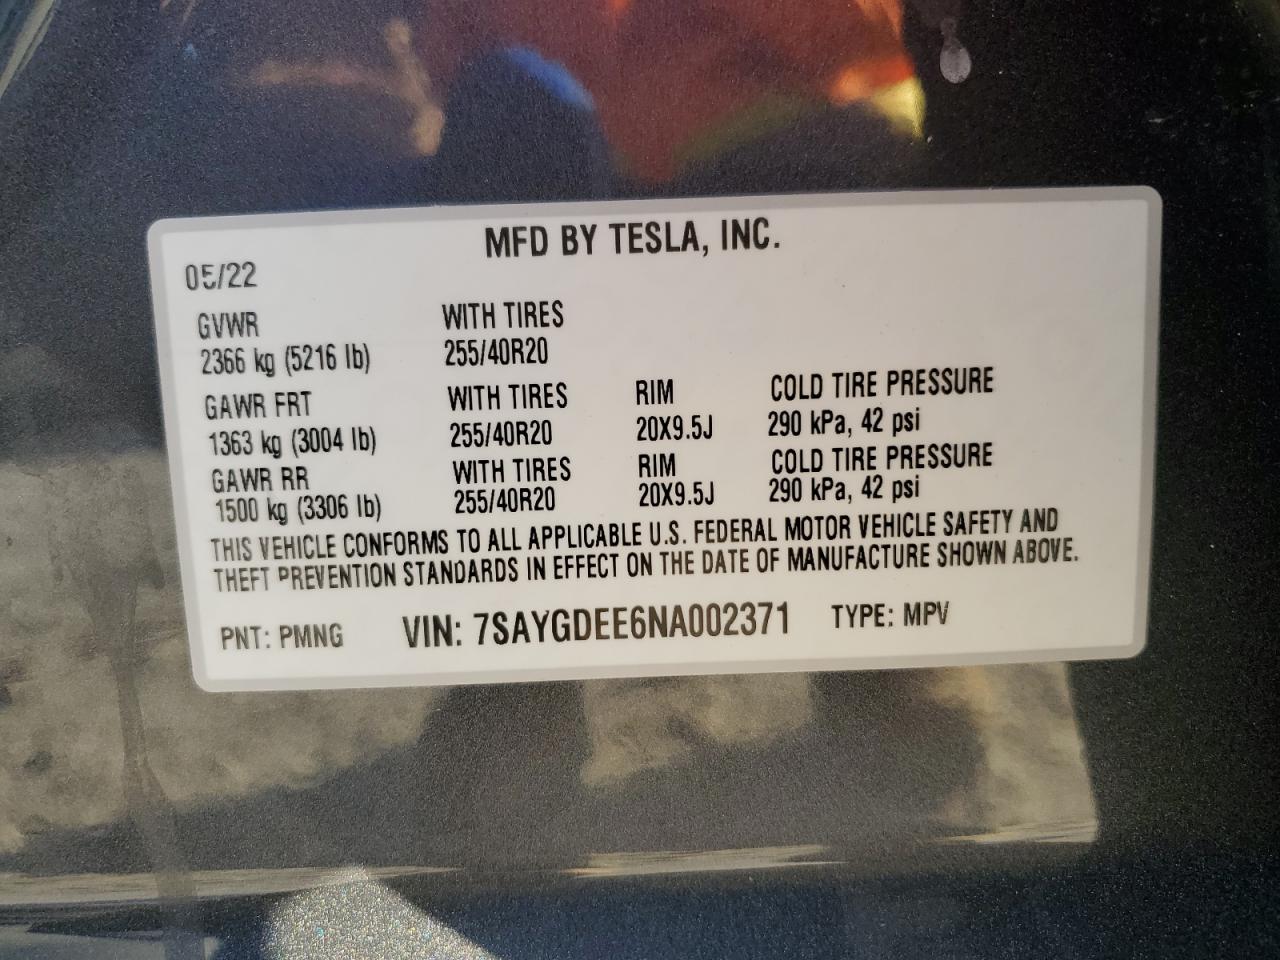 MFD BY TESLA, INC.
05/22
GVWR WITH TIRES
2366 kg (5216 lb) 255/40R20
GAWR FRT WITH TIRES RIM COLD TIRE PRESSURE
1363 kg (3004 lb) 255/40R20 20X9.5J 290 kPa, 42 psi
GAWR RR WITH TIRES RIM COLD TIRE PRESSURE
1500 kg (3306 lb) 255/40R20 20X9.5J 290 kPa, 42 psi
THIS VEHICLE CONFORMS TO ALL APPLICABLE U.S. FEDERAL MOTOR VEHICLE SAFETY AND
THEFT PREVENTION STANDARDS IN EFFECT ON THE DATE OF MANUFACTURE SHOWN ABOVE.
PNT: PMNG VIN: 7SAYGDEE6NA002371 TYPE: MPV